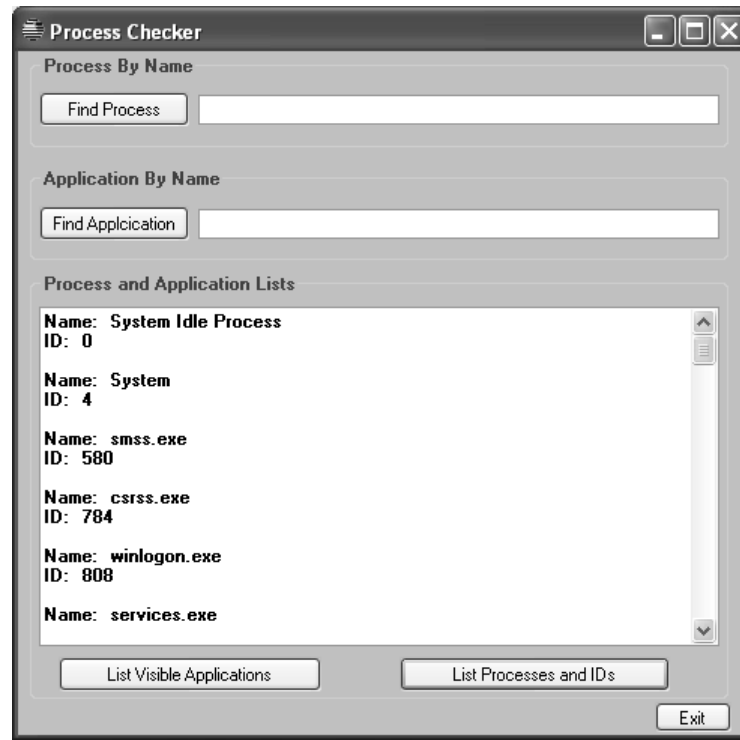 Process Checker
Process By Name
Find Process
Application By Name
Find Applcication
Process and Application Lists
Name: System Idle Process
ID: 0
Name: System
ID: 4
Name: smss.exe
ID: 580
Name: csrss.exe
ID: 784
Name: winlogon.exe
ID: 808
Name: services.exe
List Visible Applications List Processes and IDs
Exit